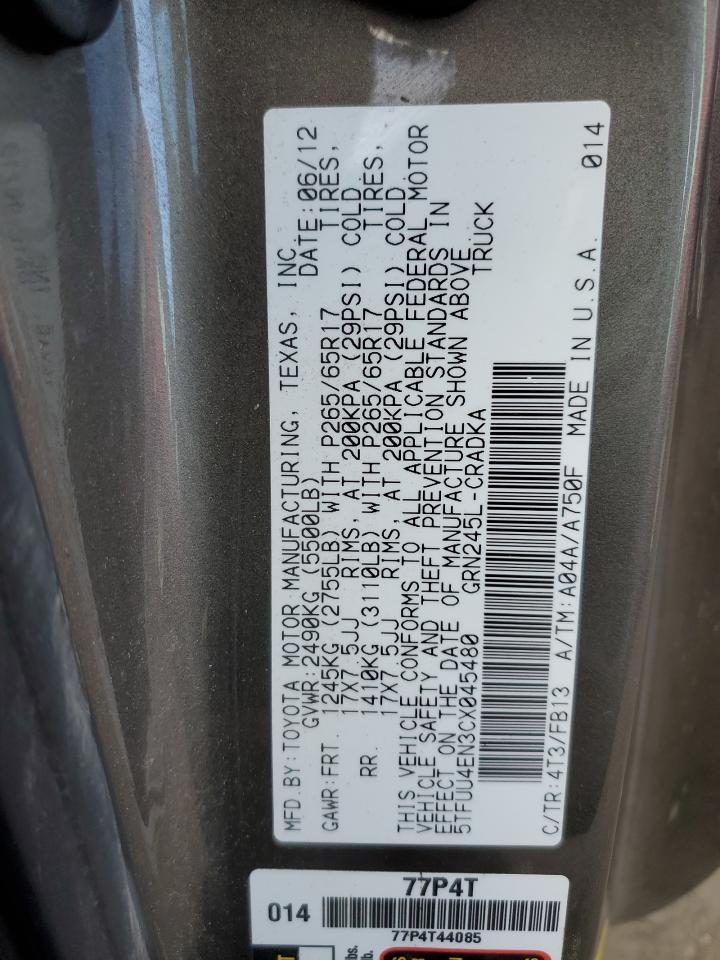 MFD.BY:TOYOTA MOTOR MANUFACTURING, TEXAS, INC.
GVWR:2490KG(5500LB) DATE:06/12
GAWR:FRT. 1245KG (2755LB) WITH P265/65R17 TIRES,
17X7.5JJ RIMS, AT 200KPA (29PSI) COLD
RR. 1410KG (3110LB) WITH P265/65R17 TIRES,
17X7.5JJ RIMS, AT 200KPA (29PSI) COLD
THIS VEHICLE CONFORMS TO ALL APPLICABLE FEDERAL MOTOR
VEHICLE SAFETY AND THEFT PREVENTION STANDARDS IN
EFFECT ON THE DATE OF MANUFACTURE SHOWN ABOVE.
5TFUU4EN3CX045480 GRN245L-CRADKA TRUCK
C/TR:4T3/FB13 A/TM:A04A/A750F MADE IN U.S.A. 014
77P4T
014
77P4T44085
lbs.